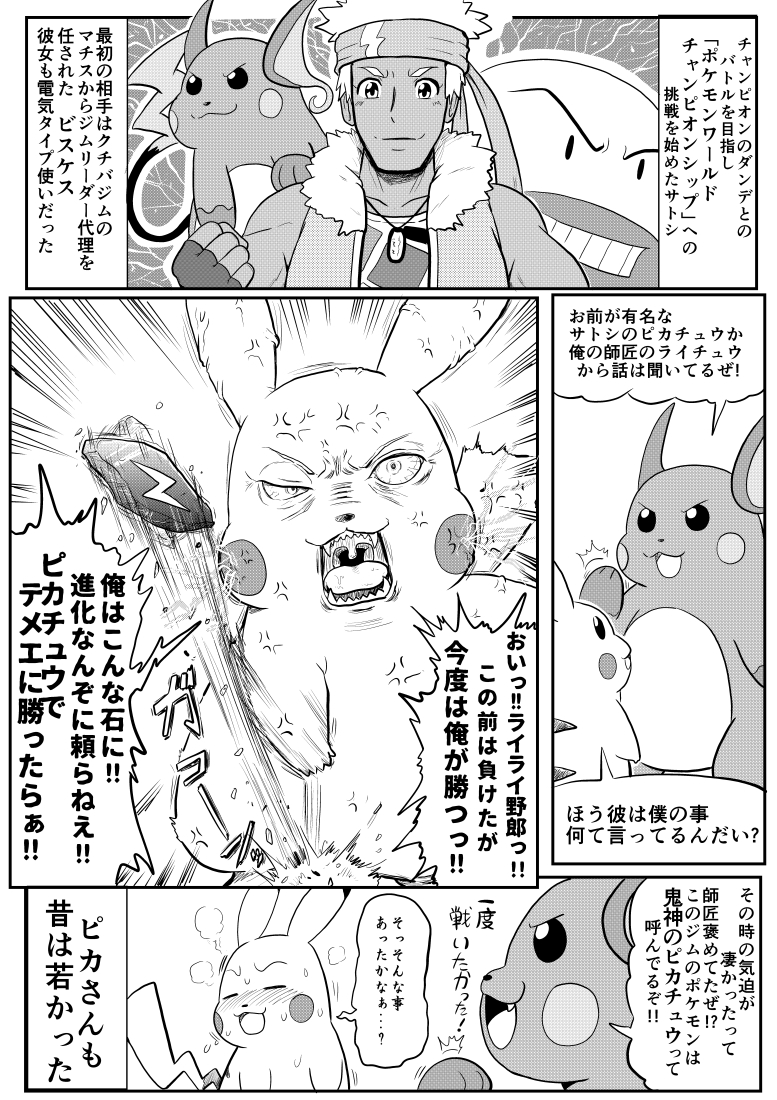 チャンピオンのダンデとの
バトルを目指し
「ポケモンワールド
チャンピオンシップ」への
挑戦を始めたサトシ
最初の相手はクチバジムの
マチスからジムリーダー代理を
任された　ビスケス
彼女も電気タイプ使いだった
お前が有名な
サトシのピカチュウか
俺の師匠のライチュウ
から話は聞いてるぜ!
ほう彼は僕の事
何て言ってるんだい?
おいっ!!ライライ野郎っ!!
この前は負けたが
今度は俺が勝つっ!!
俺はこんな石に!!
進化なんぞに頼らねえ!!
ピカチュウで
テメエに勝ったらぁ!!
ガッ
その時の気迫が
凄かったって
師匠褒めてたぜ!?
このジムのポケモンは
鬼神のピカチュウって
呼んでるぞ!!
一度
戦いたかった!
そっそんな事
あったかなぁ…?
ピカさんも
昔は若かった